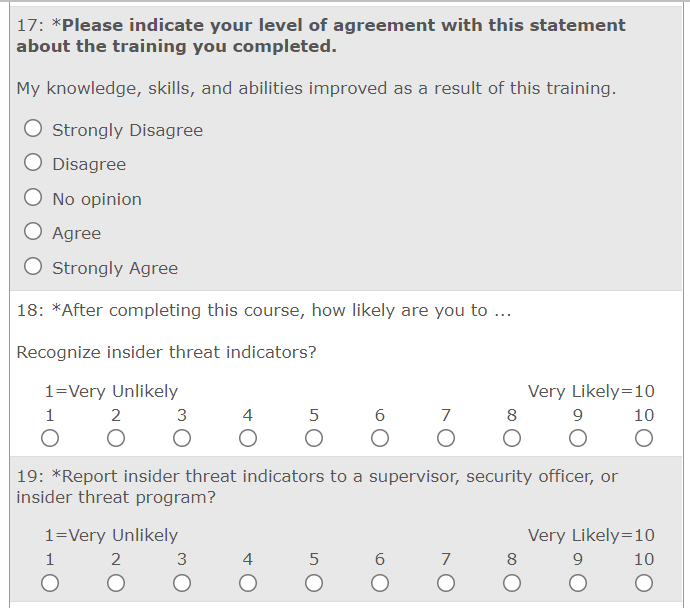 17: *Please indicate your level of agreement with this statement
about the training you completed.
My knowledge, skills, and abilities improved as a result of this training.
Strongly Disagree
Disagree
No opinion
Agree
Strongly Agree
18: *After completing this course, how likely are you to ...
Recognize insider threat indicators?
1=Very Unlikely Very Likely=10
1 2 3 4 5 6 7 8 9 10
19: *Report insider threat indicators to a supervisor, security officer, or
insider threat program?
1=Very Unlikely Very Likely=10
1 2 3 4 5 6 7 8 9 10